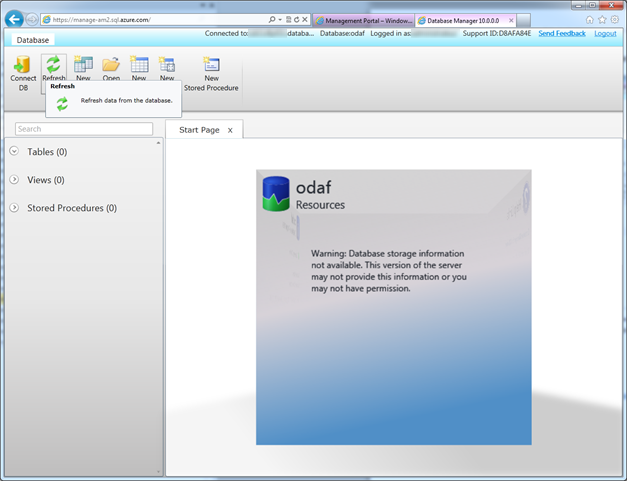 https://manage-am2.sql.azure.com/
Management Portal – Window...
Database Manager 10.0.0.0
Connected to: .databa...
Database:odaf
Logged in as:
Support ID:D8AFA84E
Send Feedback
Logout
Database
Connect
DB
Refresh
New
Open
New
New
New
Stored Procedure
Refresh
Refresh data from the database.
Search
Start Page x
Tables (0)
Views (0)
Stored Procedures (0)
odaf
Resources
Warning: Database storage information
not available. This version of the server
may not provide this information or you
may not have permission.